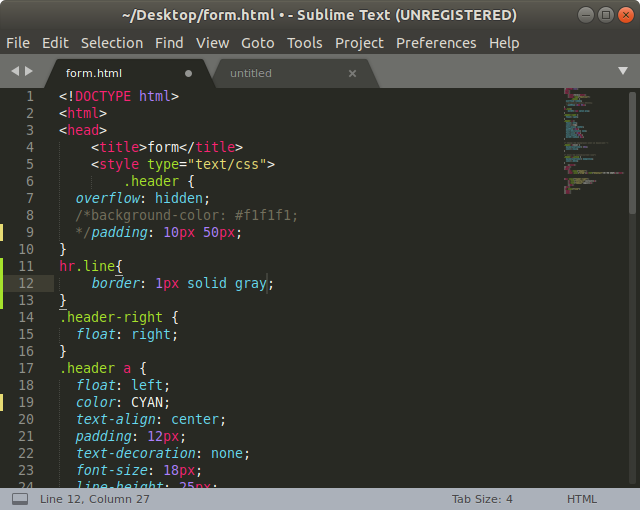 ~/Desktop/form.html • - Sublime Text (UNREGISTERED)
File Edit Selection Find View Goto Tools Project Preferences Help
form.html untitled
1 <!DOCTYPE html>
2 <html>
3 <head>
4 <title>form</title>
5 <style type="text/css">
6 .header {
7 overflow: hidden;
8 /*background-color: #f1f1f1;
9 */padding: 10px 50px;
10 }
11 hr.line{
12 border: 1px solid gray;
13 }
14 .header-right {
15 float: right;
16 }
17 .header a {
18 float: left;
19 color: CYAN;
20 text-align: center;
21 padding: 12px;
22 text-decoration: none;
23 font-size: 18px;
24 line-height: 25px;
Line 12, Column 27 Tab Size: 4 HTML